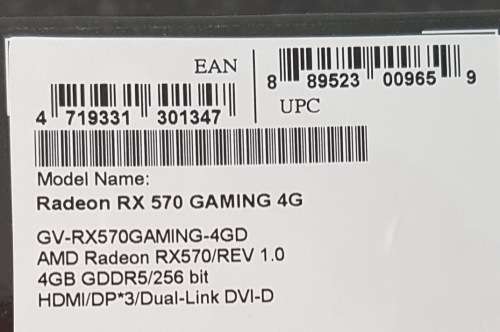 EAN
4 719331 301347
8 89523 00965 9
UPC
Model Name:
Radeon RX 570 GAMING 4G
GV-RX570GAMING-4GD
AMD Radeon RX570/REV 1.0
4GB GDDR5/256 bit
HDMI/DP*3/Dual-Link DVI-D